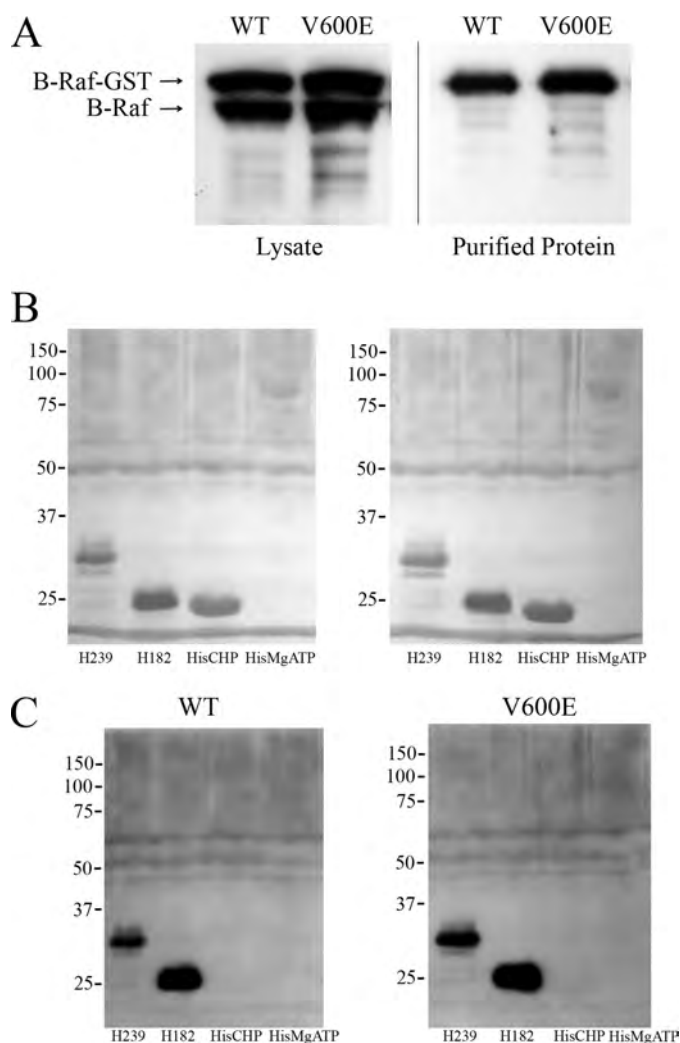 A
WT V600E WT V600E
B-Raf-GST →
B-Raf →
Lysate Purified Protein
B
150- 150-
100- 100-
75- 75-
50- 50-
37- 37-
25- 25-
H239 H182 HisCHP HisMgATP H239 H182 HisCHP HisMgATP
C
WT V600E
150- 150-
100- 100-
75- 75-
50- 50-
37- 37-
25- 25-
H239 H182 HisCHP HisMgATP H239 H182 HisCHP HisMgATP